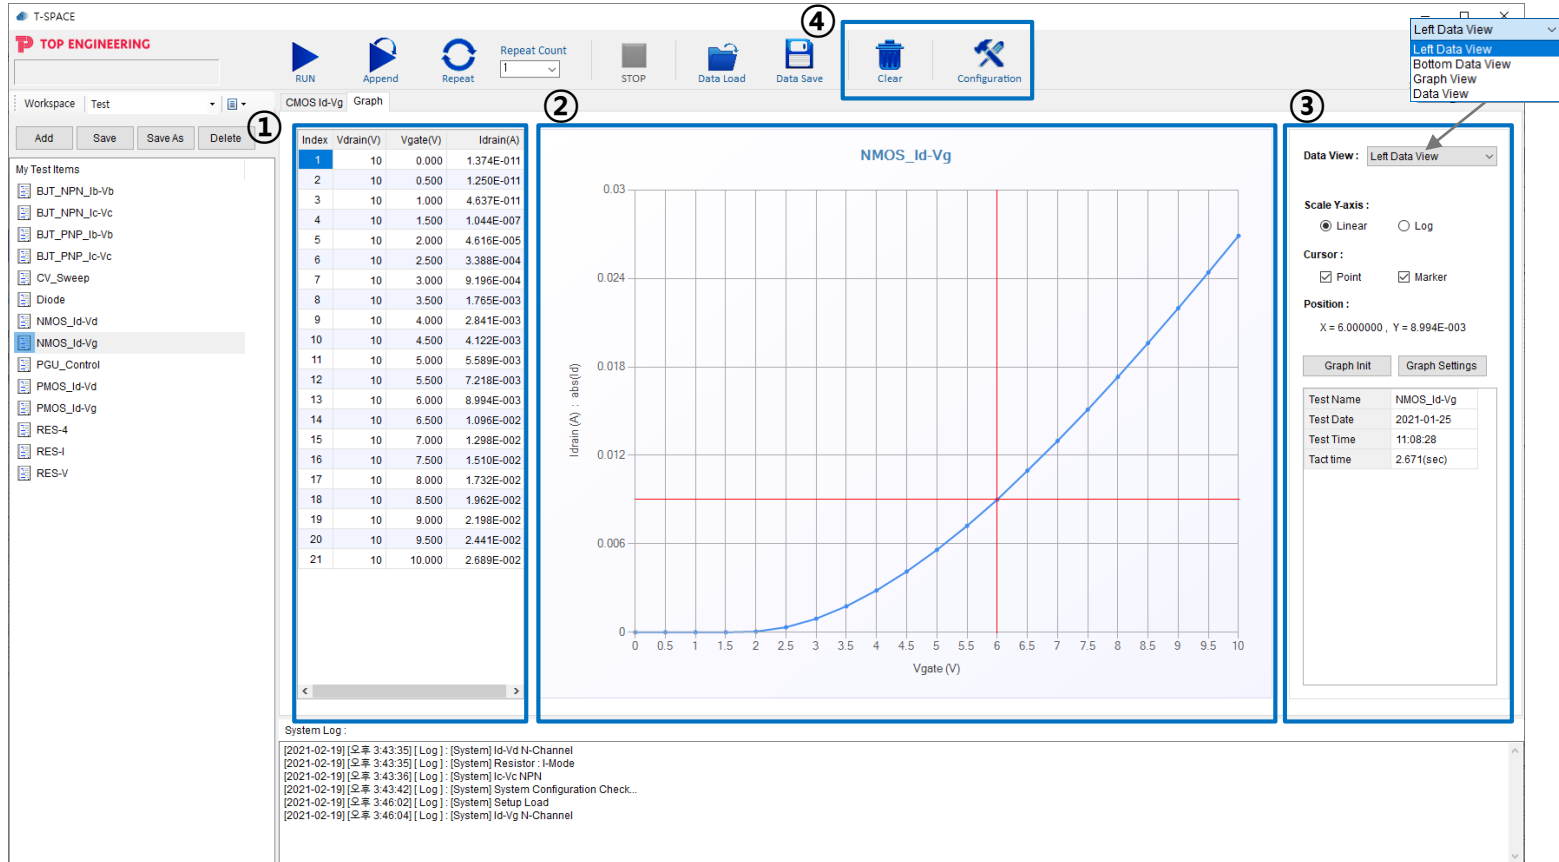 T-SPACE
TOP ENGINEERING
RUN
Append
Repeat
Repeat Count
1
STOP
Data Load
Data Save
④
Clear
Configuration
Left Data View
Left Data View
Bottom Data View
Graph View
Data View
Workspace Test
Add Save Save As Delete
①
My Test Items
BJT_NPN_Ib-Vb
BJT_NPN_Ic-Vc
BJT_PNP_Ib-Vb
BJT_PNP_Ic-Vc
CV_Sweep
Diode
NMOS_Id-Vd
NMOS_Id-Vg
PGU_Control
PMOS_Id-Vd
PMOS_Id-Vg
RES-4
RES-I
RES-V
CMOS Id-Vg Graph
Index Vdrain(V) Vgate(V) Idrain(A)
1 10 0.000 1.374E-011
2 10 0.500 1.250E-011
3 10 1.000 4.637E-011
4 10 1.500 1.044E-007
5 10 2.000 4.616E-005
6 10 2.500 3.388E-004
7 10 3.000 9.196E-004
8 10 3.500 1.765E-003
9 10 4.000 2.841E-003
10 10 4.500 4.122E-003
11 10 5.000 5.589E-003
12 10 5.500 7.218E-003
13 10 6.000 8.994E-003
14 10 6.500 1.096E-002
15 10 7.000 1.298E-002
16 10 7.500 1.510E-002
17 10 8.000 1.732E-002
18 10 8.500 1.962E-002
19 10 9.000 2.198E-002
20 10 9.500 2.441E-002
21 10 10.000 2.689E-002
②
NMOS_Id-Vg
0.03
0.024
0.018
0.012
0.006
0
Idrain (A) : abs(Id)
0 0.5 1 1.5 2 2.5 3 3.5 4 4.5 5 5.5 6 6.5 7 7.5 8 8.5 9 9.5 10
Vgate (V)
③
Data View : Left Data View
Scale Y-axis :
Linear Log
Cursor :
Point Marker
Position :
X = 6.000000 , Y = 8.994E-003
Graph Init Graph Settings
Test Name NMOS_Id-Vg
Test Date 2021-01-25
Test Time 11:08:28
Tact time 2.671(sec)
System Log :
[2021-02-19] [오후 3:43:35] [ Log ] : [System] Id-Vd N-Channel
[2021-02-19] [오후 3:43:35] [ Log ] : [System] Resistor : I-Mode
[2021-02-19] [오후 3:43:36] [ Log ] : [System] Ic-Vc NPN
[2021-02-19] [오후 3:43:42] [ Log ] : [System] System Configuration Check...
[2021-02-19] [오후 3:46:02] [ Log ] : [System] Setup Load
[2021-02-19] [오후 3:46:04] [ Log ] : [System] Id-Vg N-Channel